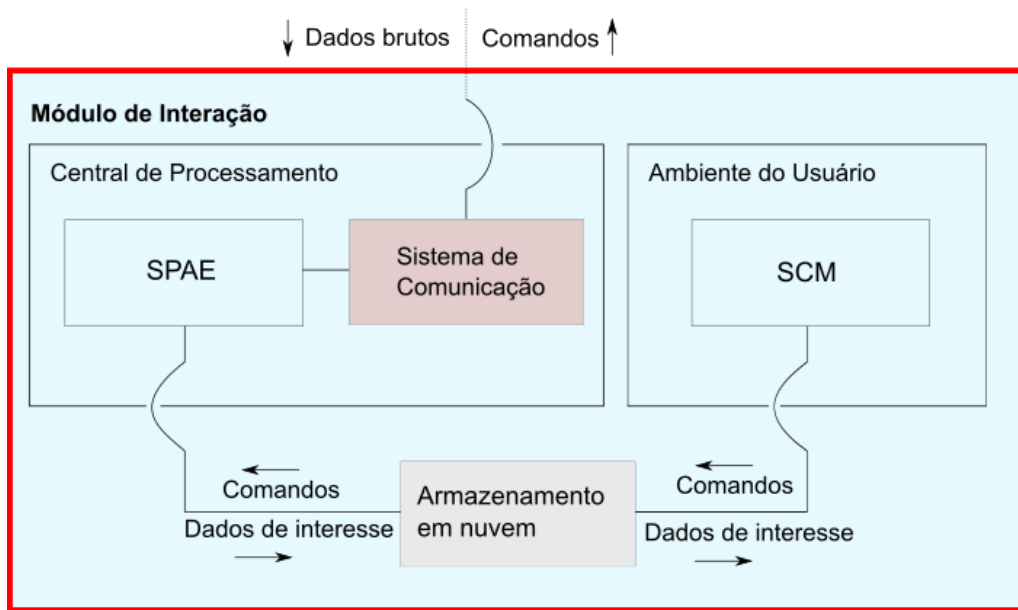 Dados brutos
Comandos
Módulo de Interação
Central de Processamento
Ambiente do Usuário
SPAE
Sistema de
Comunicação
SCM
Comandos
Dados de interesse
Armazenamento
em nuvem
Comandos
Dados de interesse